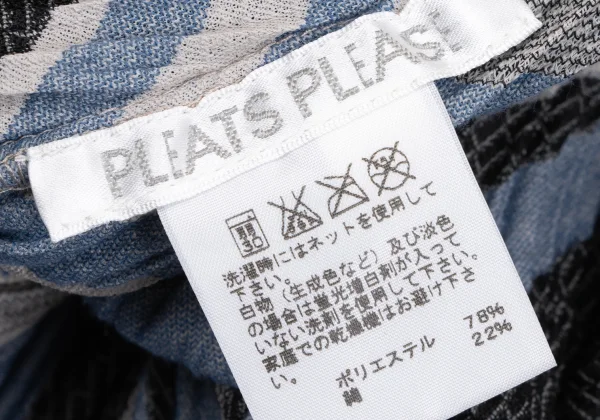 PLEATS PLEASE
弱
30
洗濯時にはネットを使用して
下さい。
白物(生成色など)及び淡色
の場合は蛍光増白剤が入って
いない洗剤を使用して下さい。
家庭での乾燥機はお避け下さ
い。
ポリエステル 78%
綿 22%